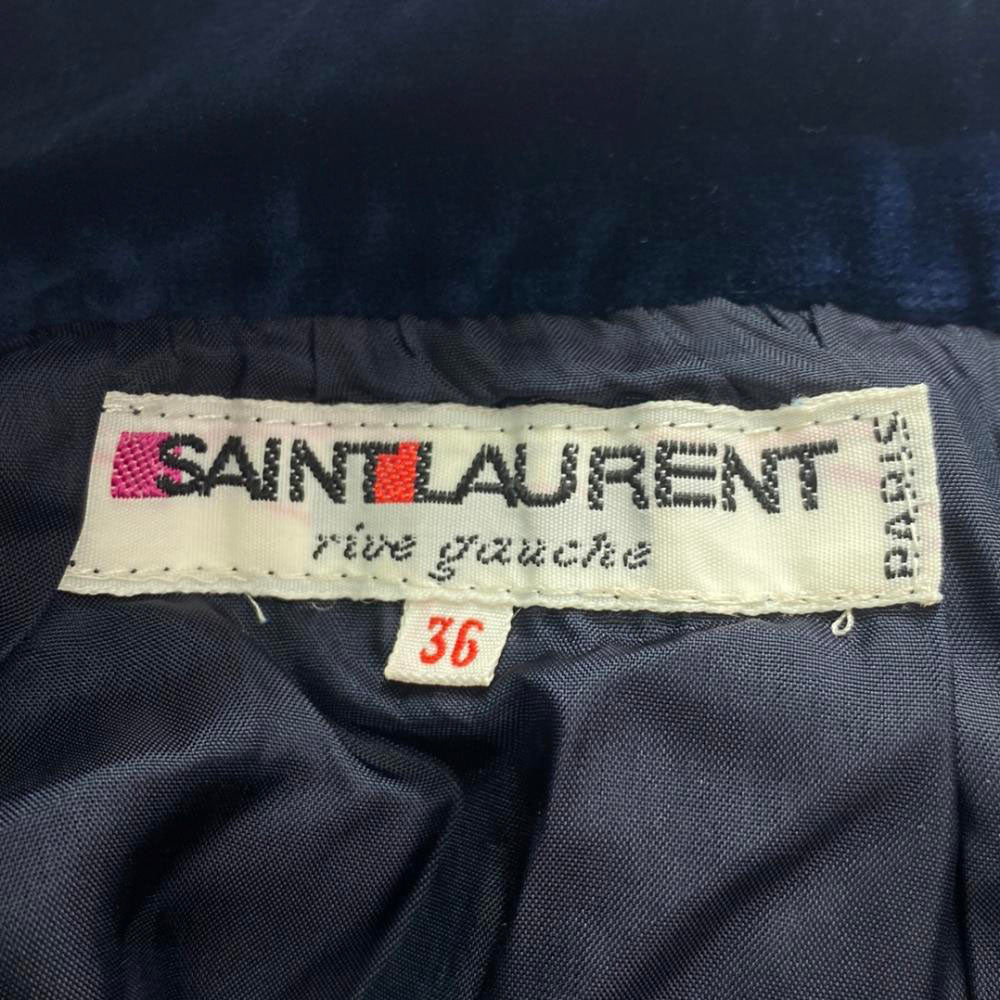 SAINT LAURENT
rive gauche
PARIS
36